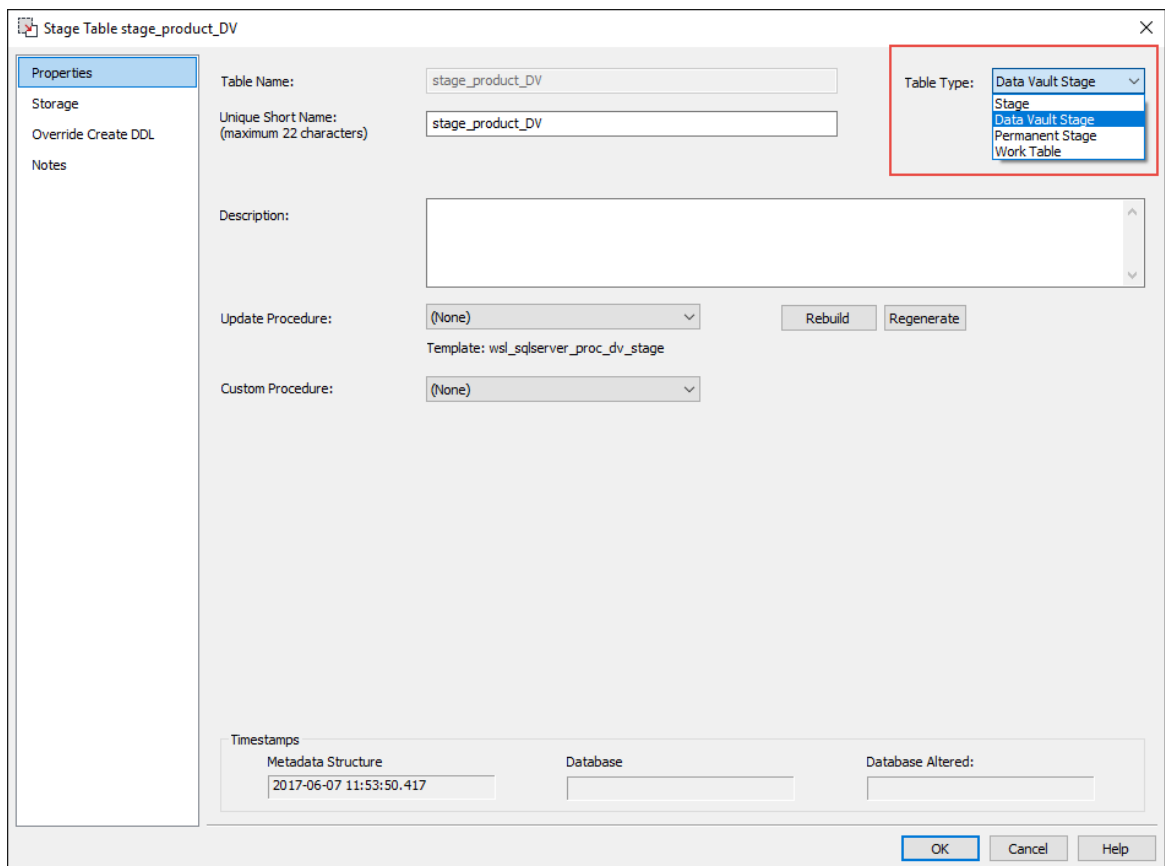 Stage Table stage_product_DV
Properties
Storage
Override Create DDL
Notes
Table Name:
stage_product_DV
Table Type:
Data Vault Stage
Stage
Data Vault Stage
Permanent Stage
Work Table
Unique Short Name:
(maximum 22 characters)
stage_product_DV
Description:
Update Procedure:
(None)
Rebuild
Regenerate
Template: wsl_sqlserver_proc_dv_stage
Custom Procedure:
(None)
Timestamps
Metadata Structure
Database
Database Altered:
2017-06-07 11:53:50.417
OK
Cancel
Help